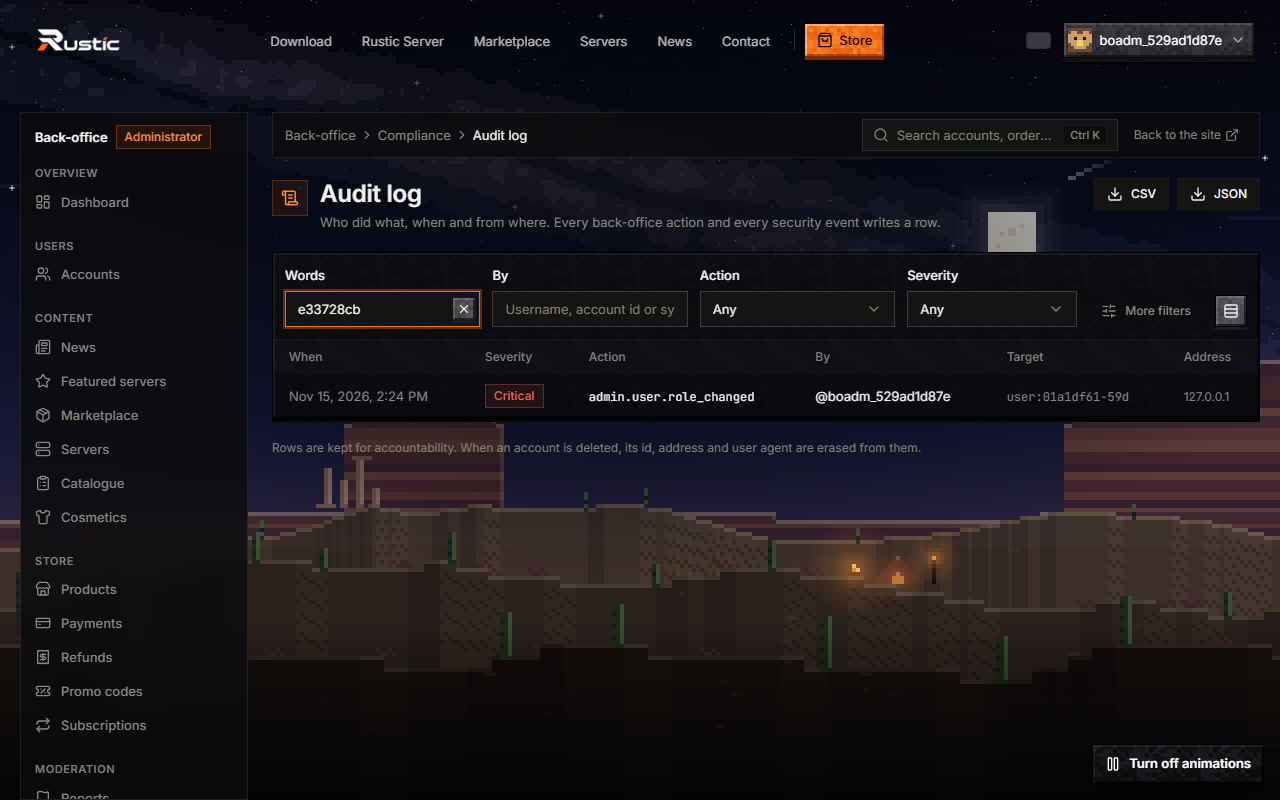 Rustic
Download
Rustic Server
Marketplace
Servers
News
Contact
Store
boadm_529ad1d87e
Back-office
Administrator
OVERVIEW
Dashboard
USERS
Accounts
CONTENT
News
Featured servers
Marketplace
Servers
Catalogue
Cosmetics
STORE
Products
Payments
Refunds
Promo codes
Subscriptions
MODERATION
Reports
Back-office > Compliance > Audit log
Search accounts, order...
Ctrl K
Back to the site
Audit log
Who did what, when and from where. Every back-office action and every security event writes a row.
CSV
JSON
Words
By
Action
Severity
e33728cb
Username, account id or sy
Any
Any
More filters
When Severity Action By Target Address
Nov 15, 2026, 2:24 PM Critical admin.user.role_changed @boadm_529ad1d87e user:01a1df61-59d 127.0.0.1
Rows are kept for accountability. When an account is deleted, its id, address and user agent are erased from them.
Turn off animations